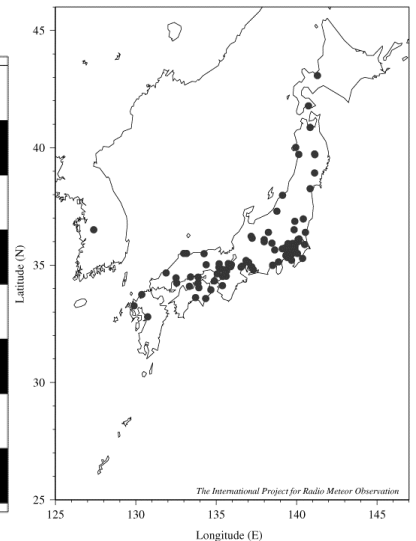 45
40
35
30
25
Latitude (N)
The International Project for Radio Meteor Observation
125 130 135 140 145
Longitude (E)